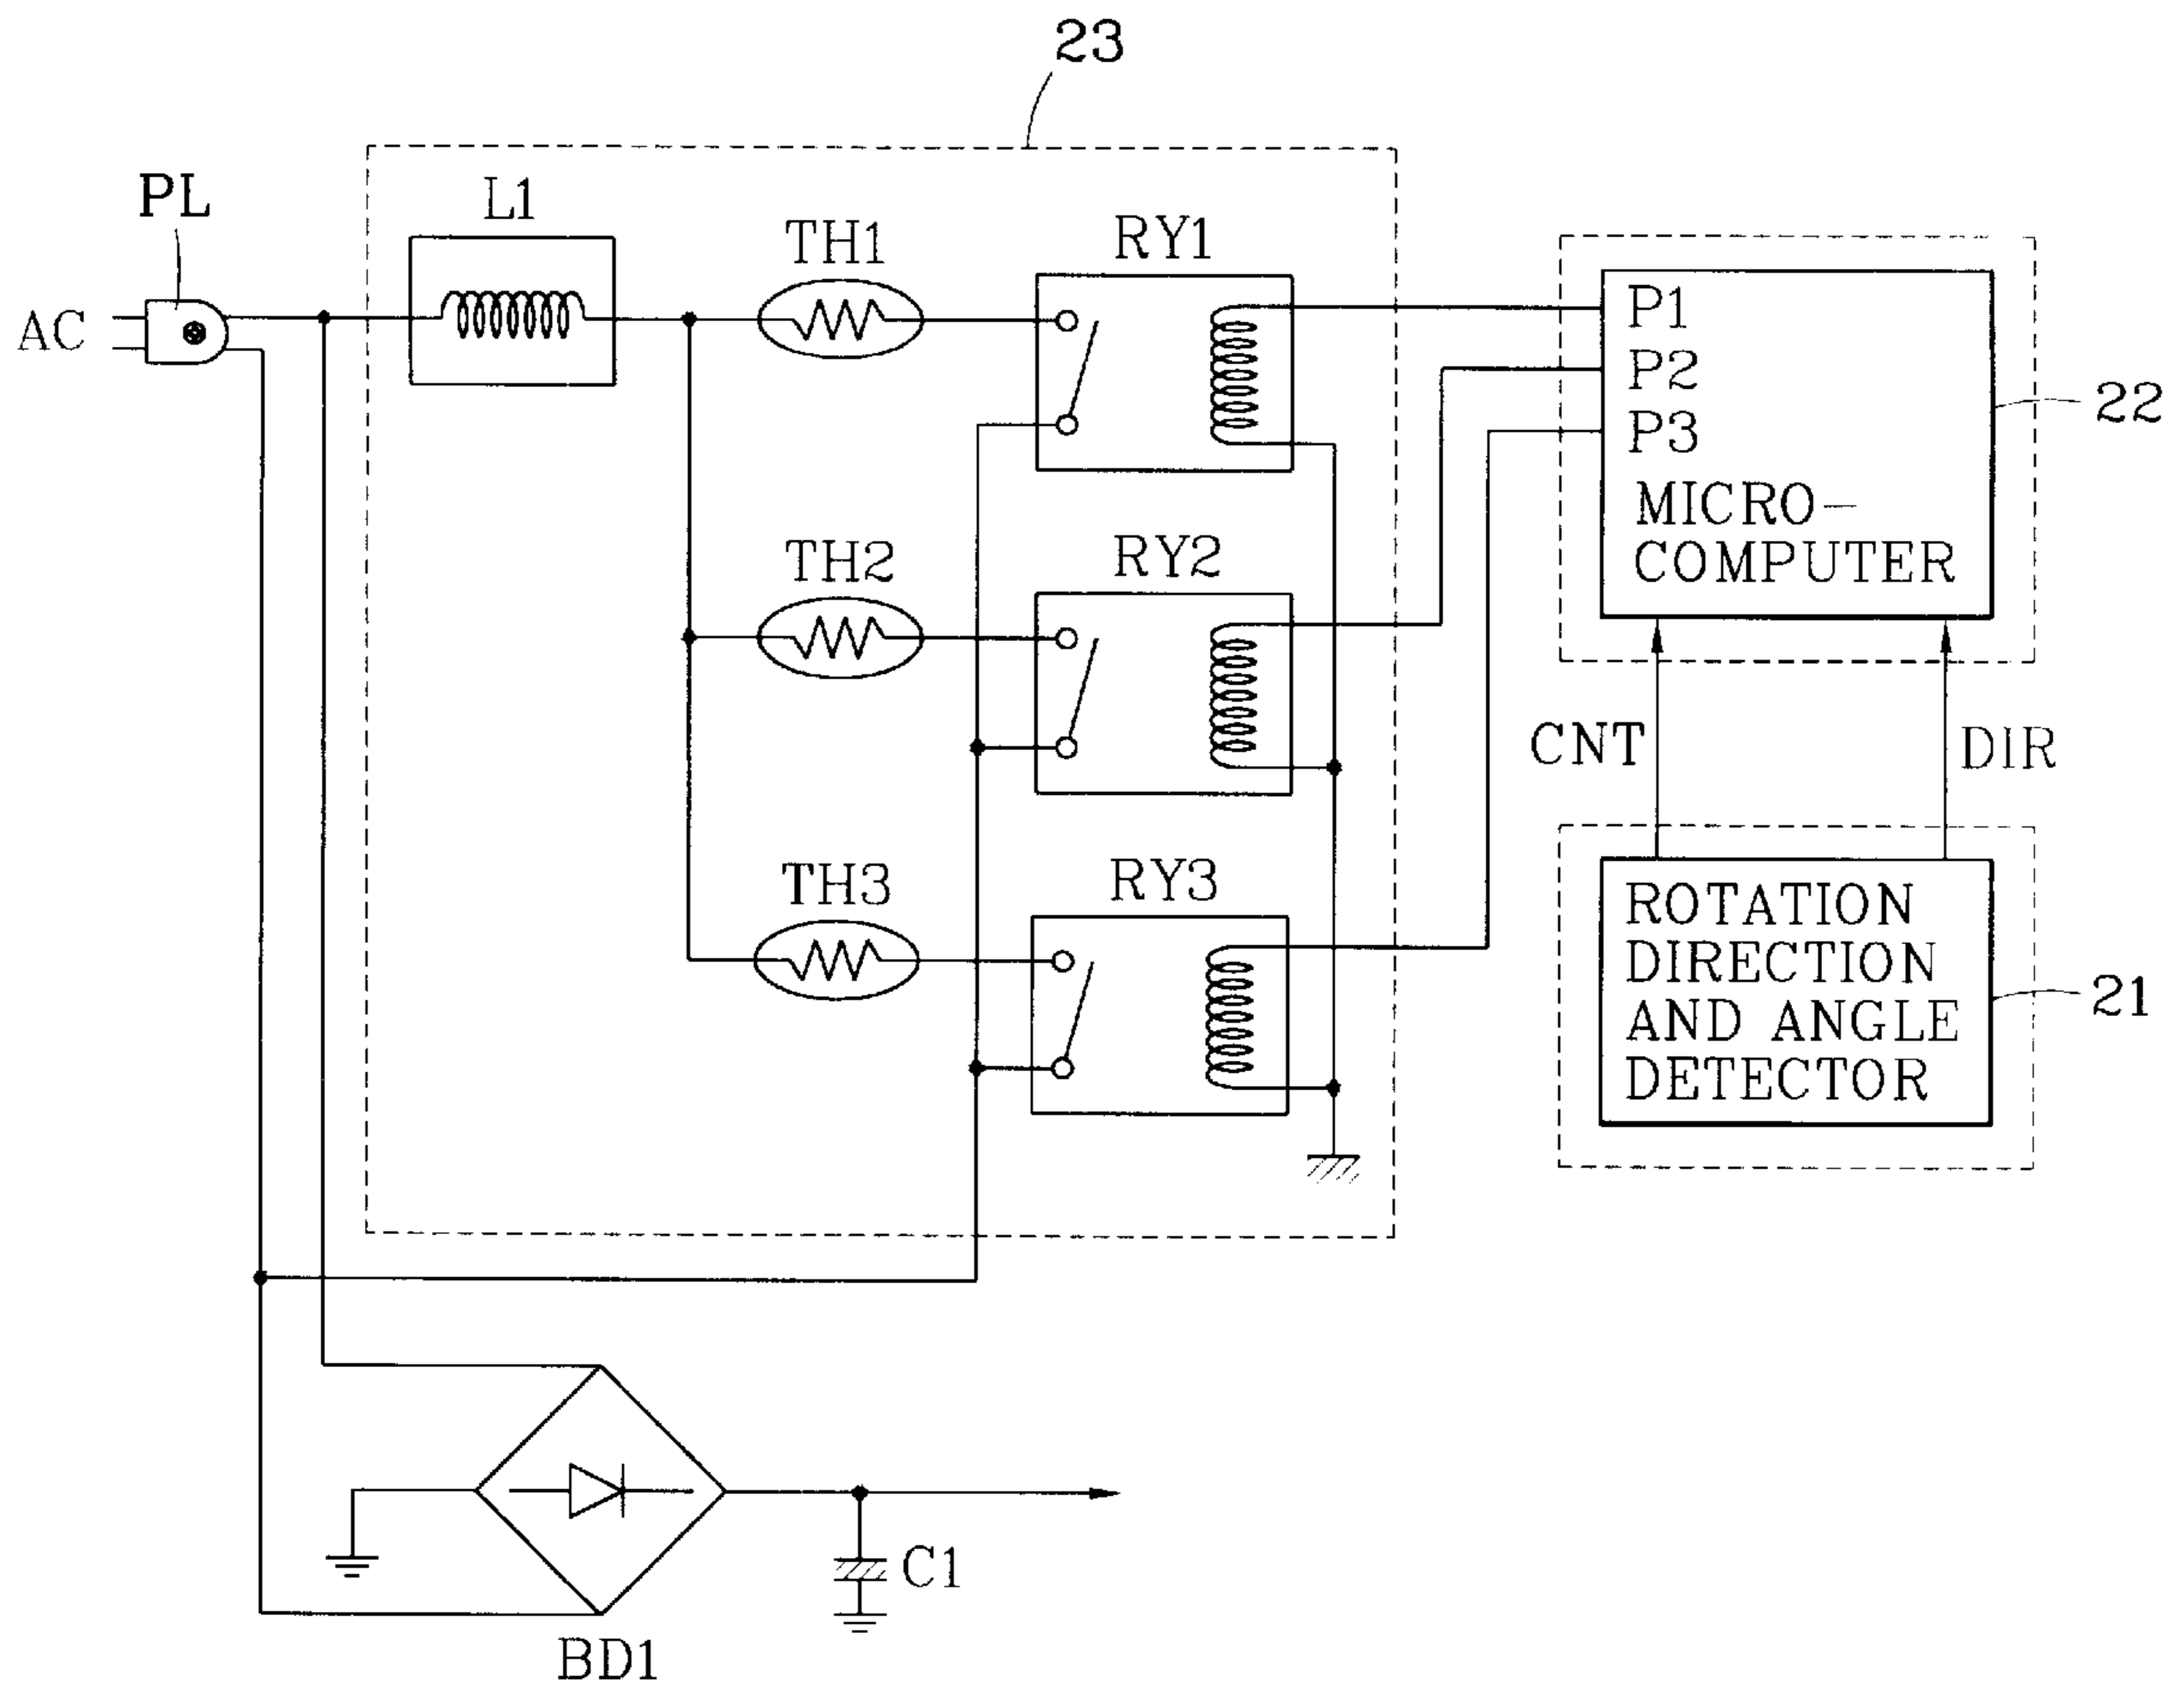 23
PL
L1
TH1
RY1
AC
P1
P2
P3
MICRO-
COMPUTER
22
TH2
RY2
CNT
DIR
TH3
RY3
ROTATION
DIRECTION
AND ANGLE
DETECTOR
21
C1
BD1